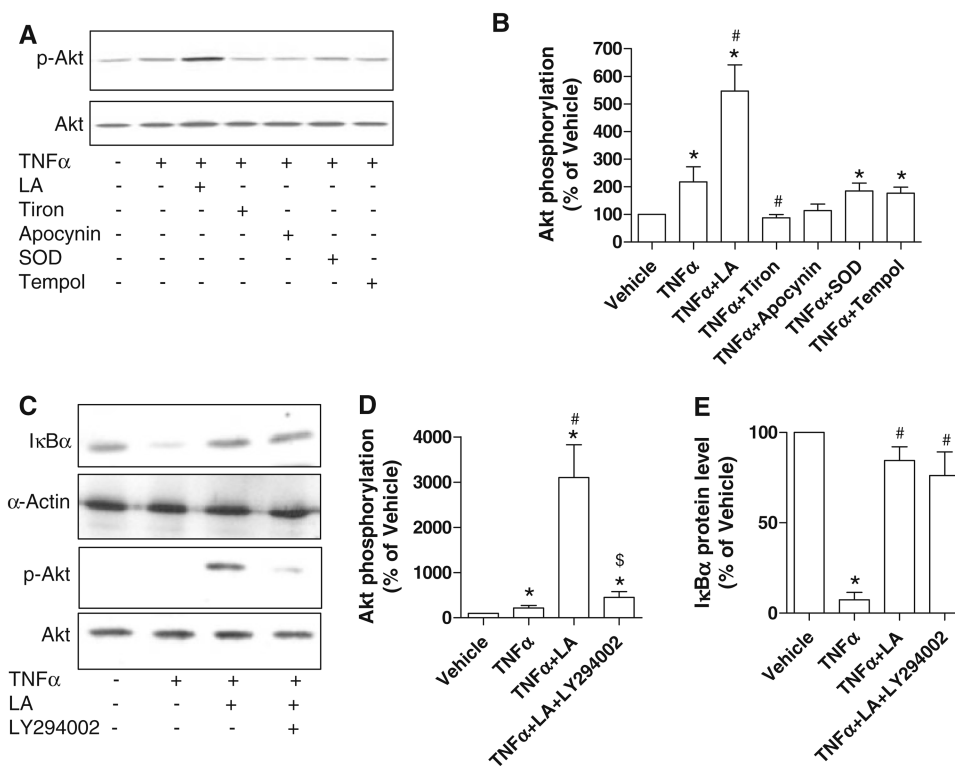 A
p-Akt
Akt
TNFα - + + + + + +
LA - - + - - - -
Tiron - - - + - - -
Apocynin - - - - + - -
SOD - - - - - + -
Tempol - - - - - - +
B
Akt phosphorylation
(% of Vehicle)
700
600
500
400
300
200
100
0
*
#
*
#
*
*
Vehicle
TNFα
TNFα+LA
TNFα+Tiron
TNFα+Apocynin
TNFα+SOD
TNFα+Tempol
C
IκBα
α-Actin
p-Akt
Akt
TNFα - + + +
LA - - + +
LY294002 - - - +
D
Akt phosphorylation
(% of Vehicle)
4000
3000
2000
1000
0
*
#
*
$
*
Vehicle
TNFα
TNFα+LA
TNFα+LA+LY294002
E
IκBα protein level
(% of Vehicle)
100
50
0
*
#
#
Vehicle
TNFα
TNFα+LA
TNFα+LA+LY294002